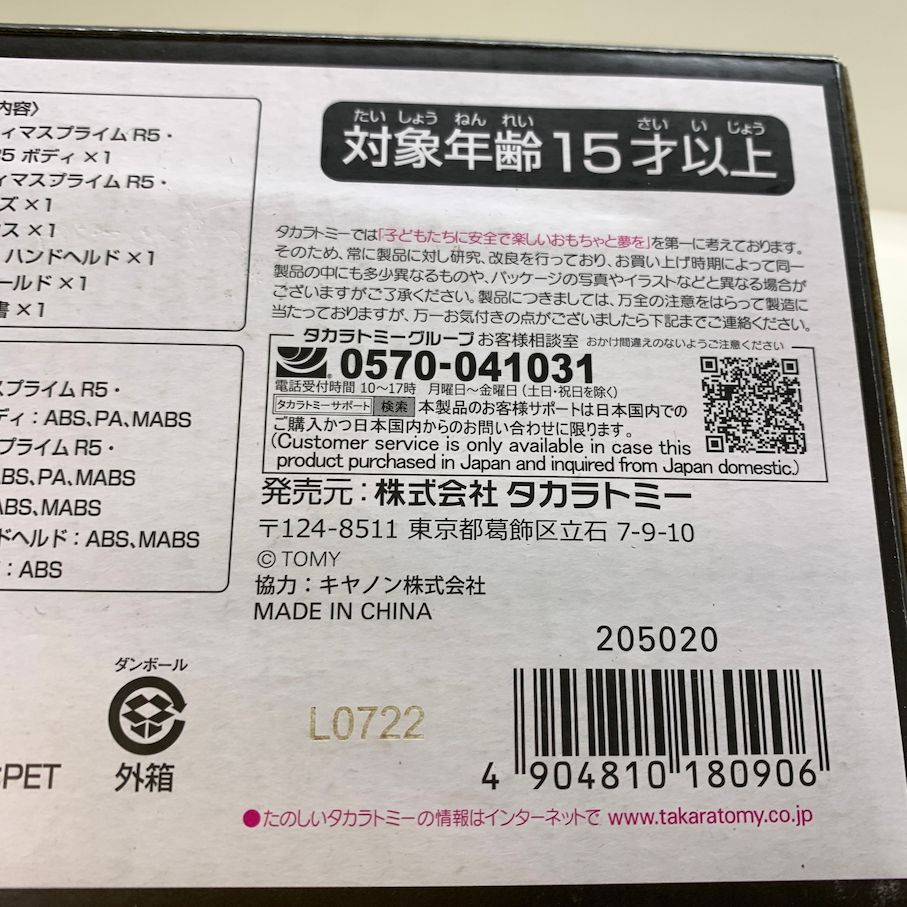 内容〉
ィマスプライム R5・
R5 ボディ ×1
ィマスプライム R5・
ズ ×1
ス ×1
ハンドヘルド ×1
ールド ×1
書 ×1
スプライム R5・
ディ：ABS,PA,MABS
プライム R5・
ABS,PA,MABS
ABS,MABS
ドヘルド：ABS,MABS
：ABS
たい しょう ねん れい さい い じょう
対象年齢 15 才以上
タカラトミーでは「子どもたちに安全で楽しいおもちゃと夢を」を第一に考えております。
そのため、常に製品に対し研究、改良を行っており、お買い上げ時期によって同一
製品の中にも多少異なるものや、パッケージの写真やイラストなどと異なる場合が
ございますがご了承ください。製品につきましては、万全の注意をはらって製造に
当たっておりますが、万一お気付きの点がございましたら下記までご連絡ください。
タカラトミーグループ お客様相談室 おかけ間違えのないようご注意ください
0570-041031
電話受付時間 10〜17時 月曜日〜金曜日（土日・祝日を除く）
タカラトミーサポート 検索 本製品のお客様サポートは日本国内での
ご購入かつ日本国内からのお問い合わせに限ります。
(Customer service is only available in case this
product purchased in Japan and inquired from Japan domestic.)
発売元：株式会社 タカラトミー
〒124-8511 東京都葛飾区立石 7-9-10
© TOMY
協力：キヤノン株式会社
MADE IN CHINA
205020
ダンボール
外箱
PET
L0722
4 904810 180906
●たのしいタカラトミーの情報はインターネットで www.takaratomy.co.jp